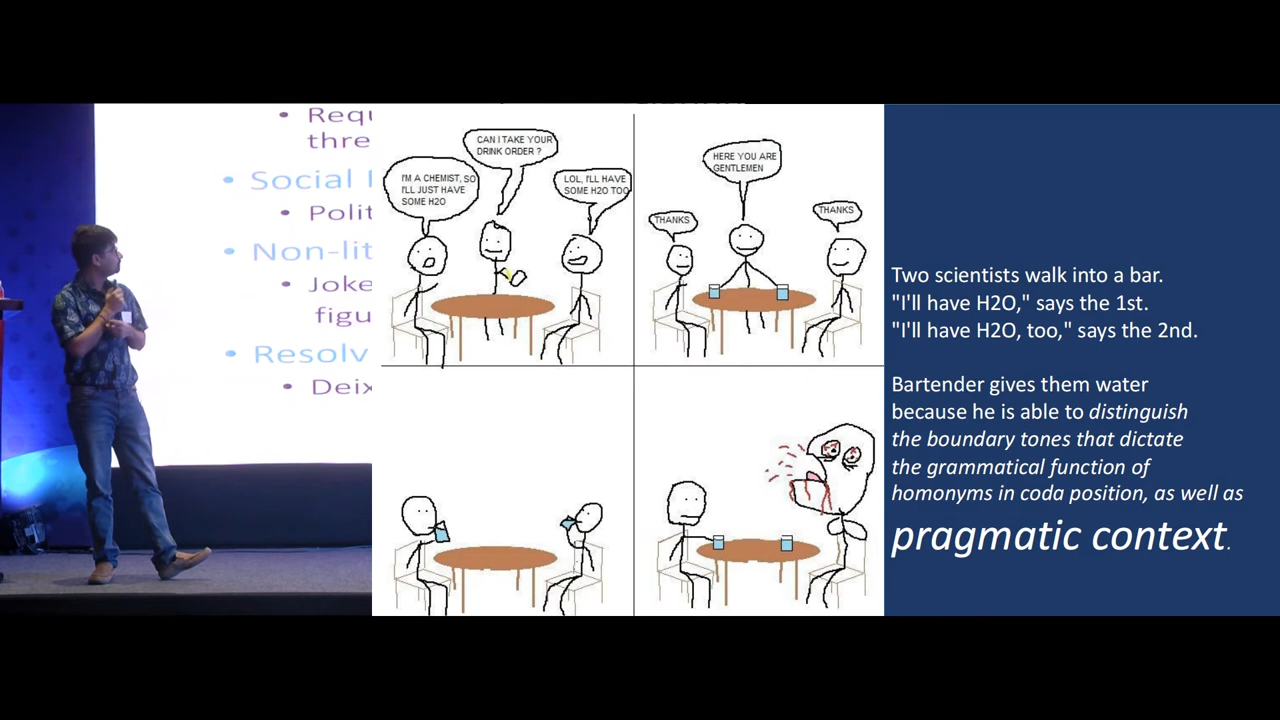 • Requ
thre
• Social I
• Polit
• Non-lit
• Joke
figu
• Resolv
• Deix
CAN I TAKE YOUR
DRINK ORDER ?
I'M A CHEMIST, SO
I'LL JUST HAVE
SOME H2O
LOL, I'LL HAVE
SOME H2O TOO
HERE YOU ARE
GENTLEMEN
THANKS
THANKS
Two scientists walk into a bar.
"I'll have H2O," says the 1st.
"I'll have H2O, too," says the 2nd.
Bartender gives them water
because he is able to distinguish
the boundary tones that dictate
the grammatical function of
homonyms in coda position, as well as
pragmatic context.